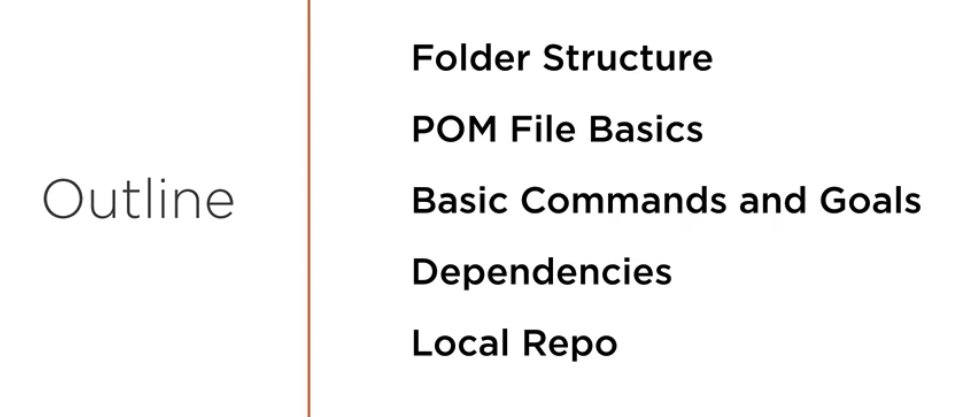 Outline
Folder Structure
POM File Basics
Basic Commands and Goals
Dependencies
Local Repo